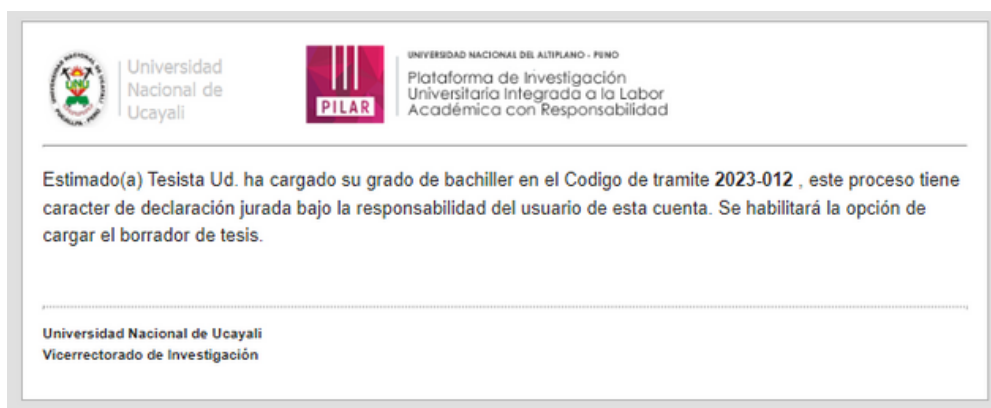 UNU
Universidad
Nacional de
Ucayali
PILAR
UNIVERSIDAD NACIONAL DEL ALTIPLANO - PUNO
Plataforma de Investigación
Universitaria Integrada a la Labor
Académica con Responsabilidad
Estimado(a) Tesista Ud. ha cargado su grado de bachiller en el Codigo de tramite 2023-012 , este proceso tiene
caracter de declaración jurada bajo la responsabilidad del usuario de esta cuenta. Se habilitará la opción de
cargar el borrador de tesis.
Universidad Nacional de Ucayali
Vicerrectorado de Investigación